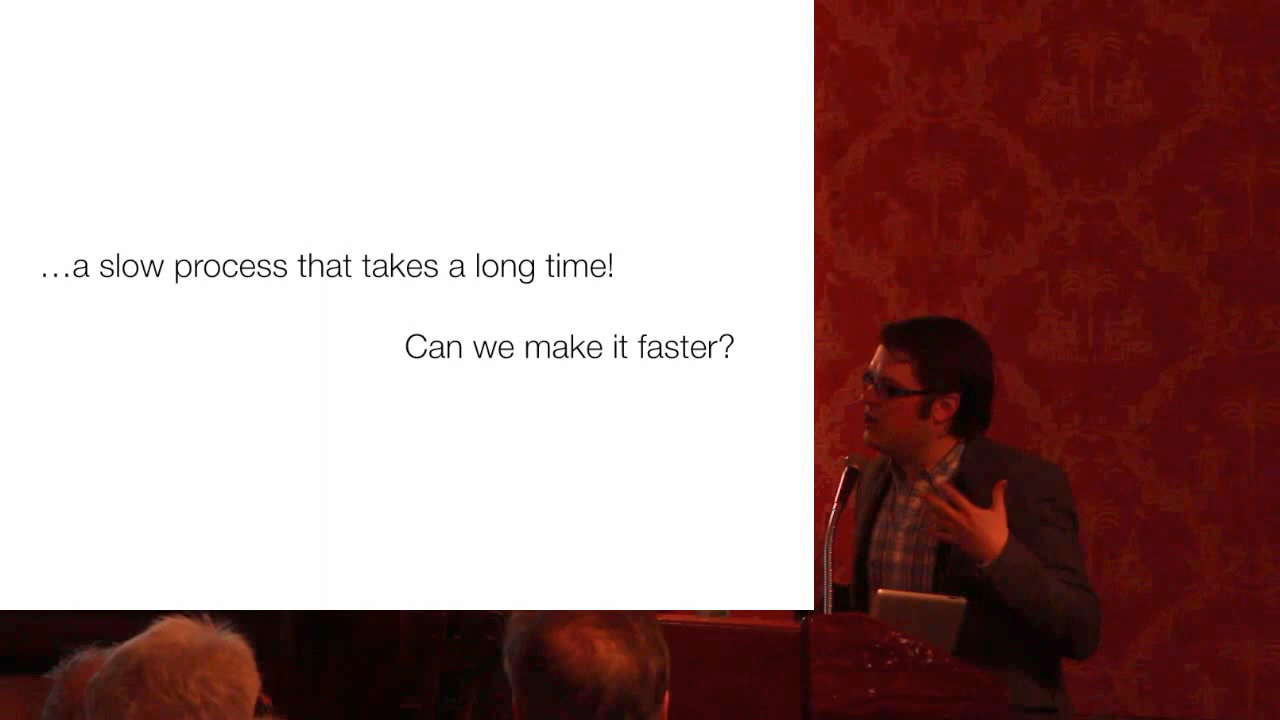 …a slow process that takes a long time!
Can we make it faster?